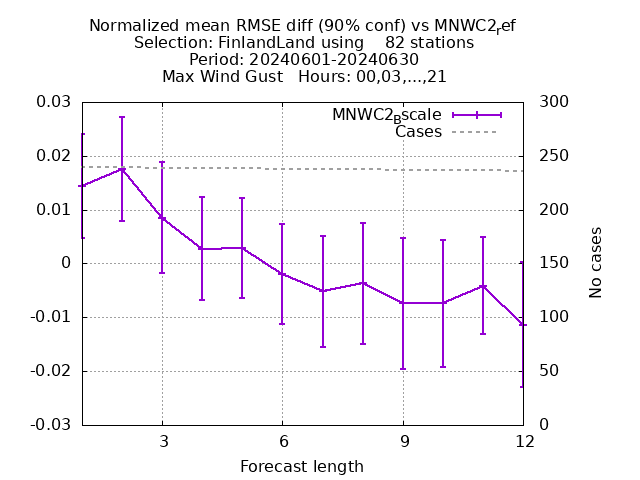 Normalized mean RMSE diff (90% conf) vs MNWC2ref
Selection: FinlandLand using    82 stations
Period: 20240601-20240630
Max Wind Gust   Hours: 00,03,...,21
0.03
0.02
0.01
0
-0.01
-0.02
-0.03
300
250
200
150
100
50
0
MNWC2Bscale
Cases
No cases
3
6
9
12
Forecast length